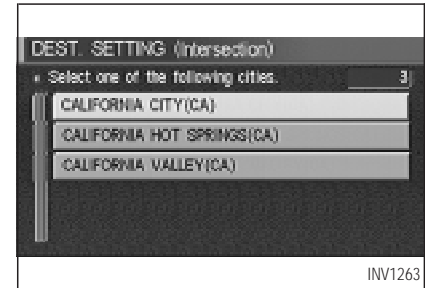 DEST. SETTING (Intersection)
Select one of the following cities. 3
CALIFORNIA CITY(CA)
CALIFORNIA HOT SPRINGS(CA)
CALIFORNIA VALLEY(CA)
INV1263